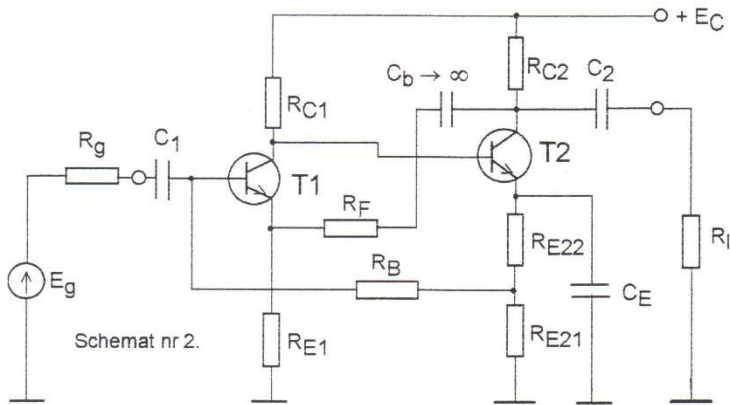 + E_C
R_C2
C_b → ∞
C_2
R_C1
R_g
C_1
T1
T2
R_F
R_E22
R_l
R_B
E_g
C_E
Schemat nr 2.
R_E1
R_E21